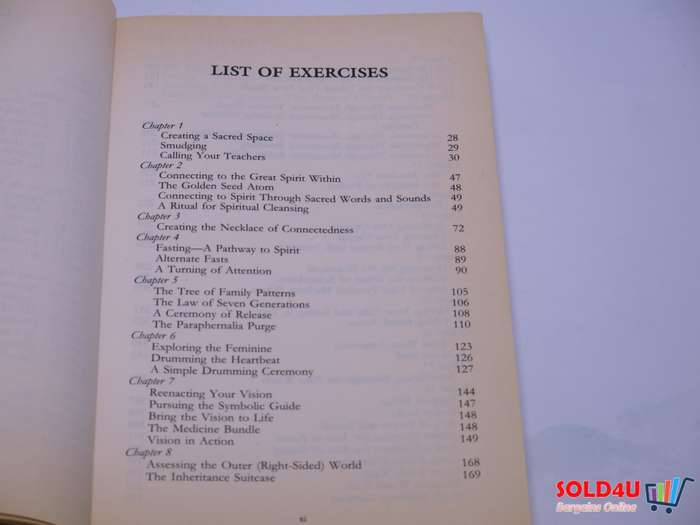 LIST OF EXERCISES
Chapter 1
Creating a Sacred Space 28
Smudging 29
Calling Your Teachers 30
Chapter 2
Connecting to the Great Spirit Within 47
The Golden Seed Atom 48
Connecting to Spirit Through Sacred Words and Sounds 49
A Ritual for Spiritual Cleansing 49
Chapter 3
Creating the Necklace of Connectedness 72
Chapter 4
Fasting—A Pathway to Spirit 88
Alternate Fasts 89
A Turning of Attention 90
Chapter 5
The Tree of Family Patterns 105
The Law of Seven Generations 106
A Ceremony of Release 108
The Paraphernalia Purge 110
Chapter 6
Exploring the Feminine 123
Drumming the Heartbeat 126
A Simple Drumming Ceremony 127
Chapter 7
Reenacting Your Vision 144
Pursuing the Symbolic Guide 147
Bring the Vision to Life 148
The Medicine Bundle 148
Vision in Action 149
Chapter 8
Assessing the Outer (Right-Sided) World 168
The Inheritance Suitcase 169
xi
SOLD4U
Bargains Online